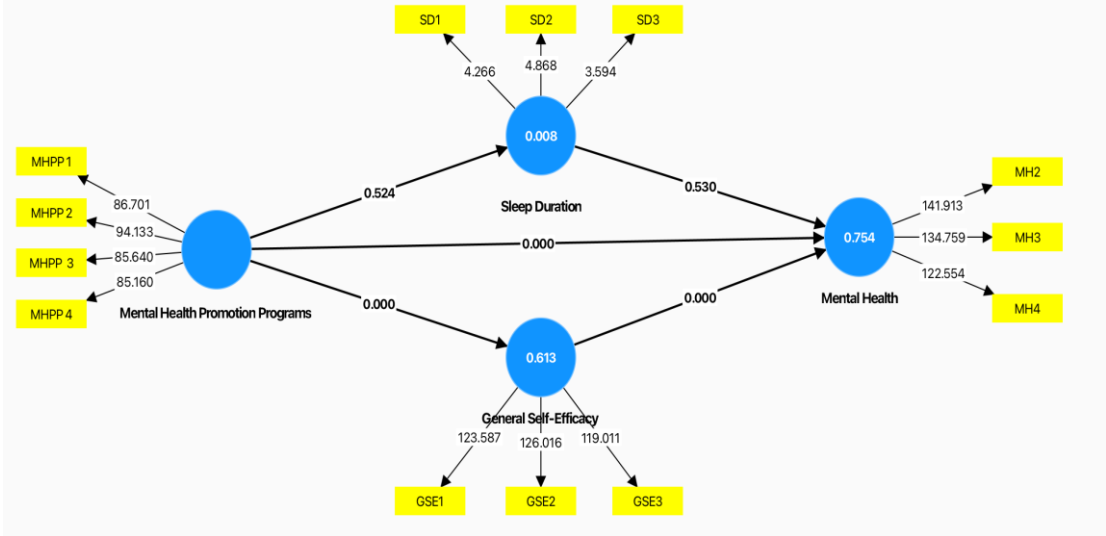 SD1 SD2 SD3
4.266 4.868 3.594
0.008
Sleep Duration
MHPP 1
MHPP 2
MHPP 3
MHPP 4
86.701
94.133
85.640
85.160
Mental Health Promotion Programs
0.524
0.530
0.000
0.000
0.000
0.754
Mental Health
141.913
134.759
122.554
MH2
MH3
MH4
0.613
General Self-Efficacy
123.587 126.016 119.011
GSE1 GSE2 GSE3